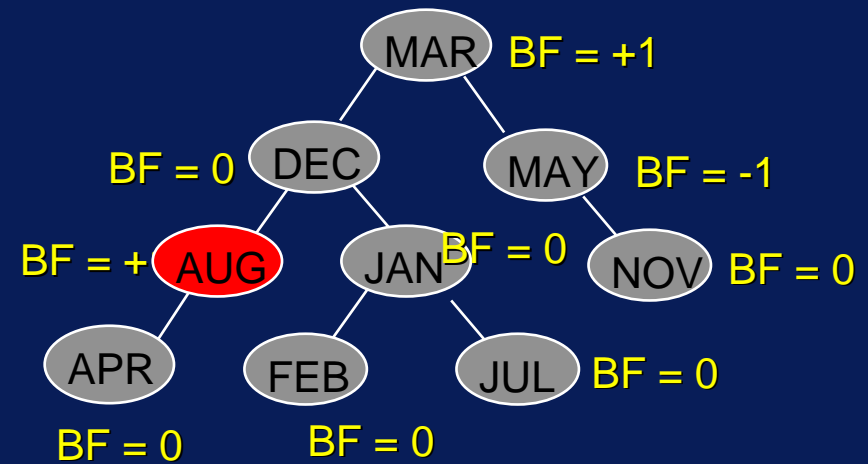 MAR BF = +1
BF = 0 DEC MAY BF = -1
BF = + AUG JAN BF = 0 NOV BF = 0
APR FEB JUL BF = 0
BF = 0 BF = 0